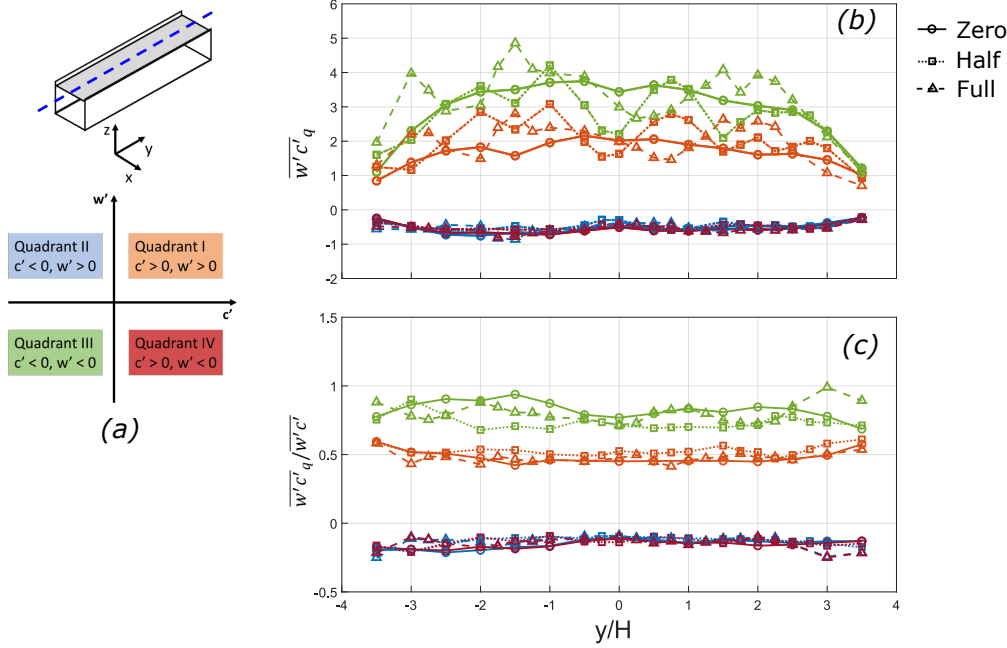 z
y
x
w'
Quadrant II
c' < 0, w' > 0
Quadrant I
c' > 0, w' > 0
c'
Quadrant III
c' < 0, w' < 0
Quadrant IV
c' > 0, w' < 0
(a)
(b)
6
5
4
3
2
1
0
-1
-2
w'c'q
Zero
Half
Full
(c)
1.5
1
0.5
0
-0.5
w'c'q/w'c'
-4
-3
-2
-1
0
1
2
3
4
y/H